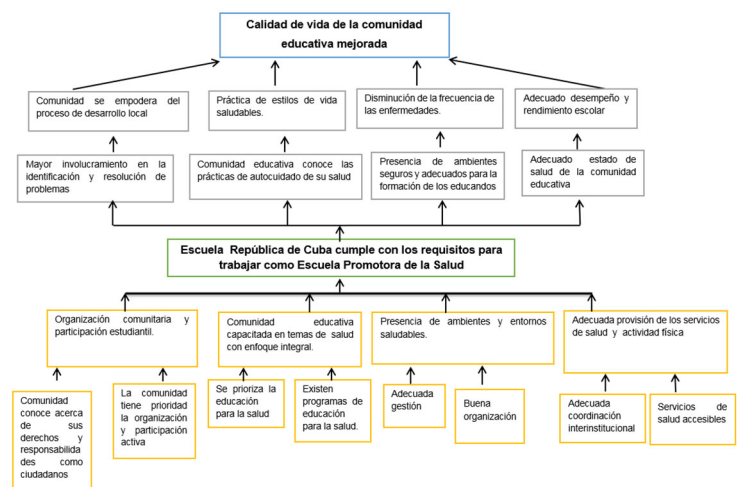 Calidad de vida de la comunidad
educativa mejorada
Comunidad se empodera del
proceso de desarrollo local
Práctica de estilos de vida
saludables.
Disminución de la frecuencia de
las enfermedades.
Adecuado desempeño y
rendimiento escolar
Mayor involucramiento en la
identificación y resolución de
problemas
Comunidad educativa conoce las
prácticas de autocuidado de su salud
Presencia de ambientes
seguros y adecuados para la
formación de los educandos
Adecuado estado de
salud de la comunidad
educativa
Escuela República de Cuba cumple con los requisitos para
trabajar como Escuela Promotora de la Salud
Organización comunitaria y
participación estudiantil.
Comunidad educativa
capacitada en temas de salud
con enfoque integral.
Presencia de ambientes y entornos
saludables.
Adecuada provisión de los servicios
de salud y actividad física
Comunidad
conoce acerca
de sus
derechos y
responsabilida
des como
ciudadanos
La comunidad
tiene prioridad
la organización
y participación
activa
Se prioriza la
educación
para la salud
Existen
programas de
educación
para la salud.
Adecuada
gestión
Buena
organización
Adecuada
coordinación
interinstitucional
Servicios de
salud accesibles